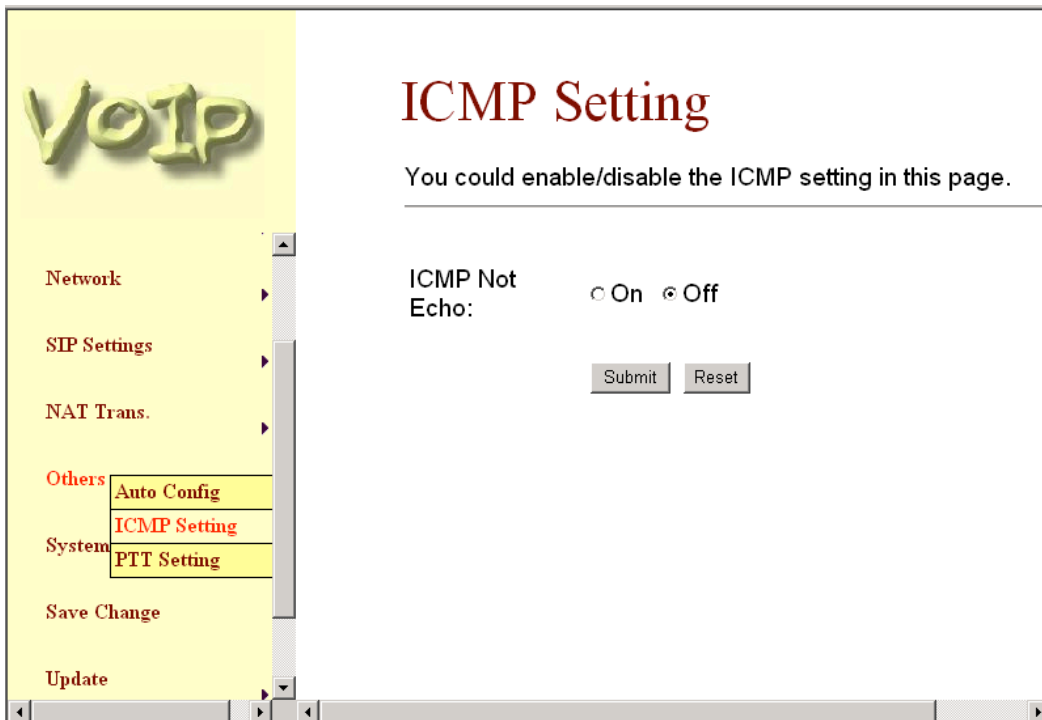 VoIP
Network
SIP Settings
NAT Trans.
Others
Auto Config
ICMP Setting
System
PTT Setting
Save Change
Update
ICMP Setting
You could enable/disable the ICMP setting in this page.
ICMP Not
Echo:
On Off
Submit Reset